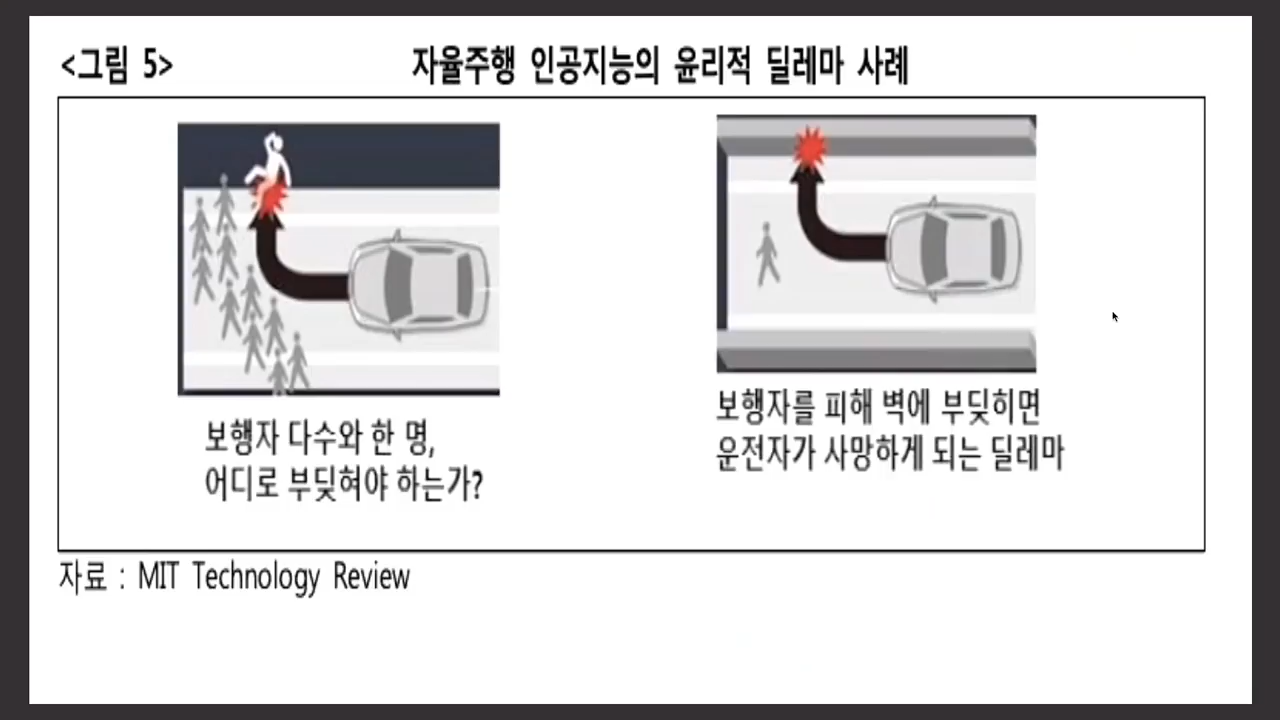 <그림 5>
자율주행 인공지능의 윤리적 딜레마 사례
보행자 다수와 한 명,
어디로 부딪혀야 하는가?
보행자를 피해 벽에 부딪히면
운전자가 사망하게 되는 딜레마
자료 : MIT Technology Review